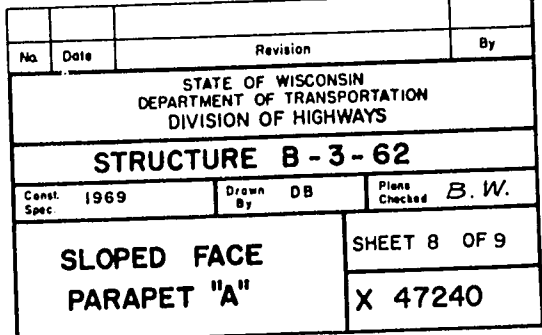 No. Date Revision By
STATE OF WISCONSIN
DEPARTMENT OF TRANSPORTATION
DIVISION OF HIGHWAYS
STRUCTURE B-3-62
Const. Spec. 1969 Drawn By DB Plans Checked B.W.
SLOPED FACE
PARAPET "A"
SHEET 8 OF 9
X 47240